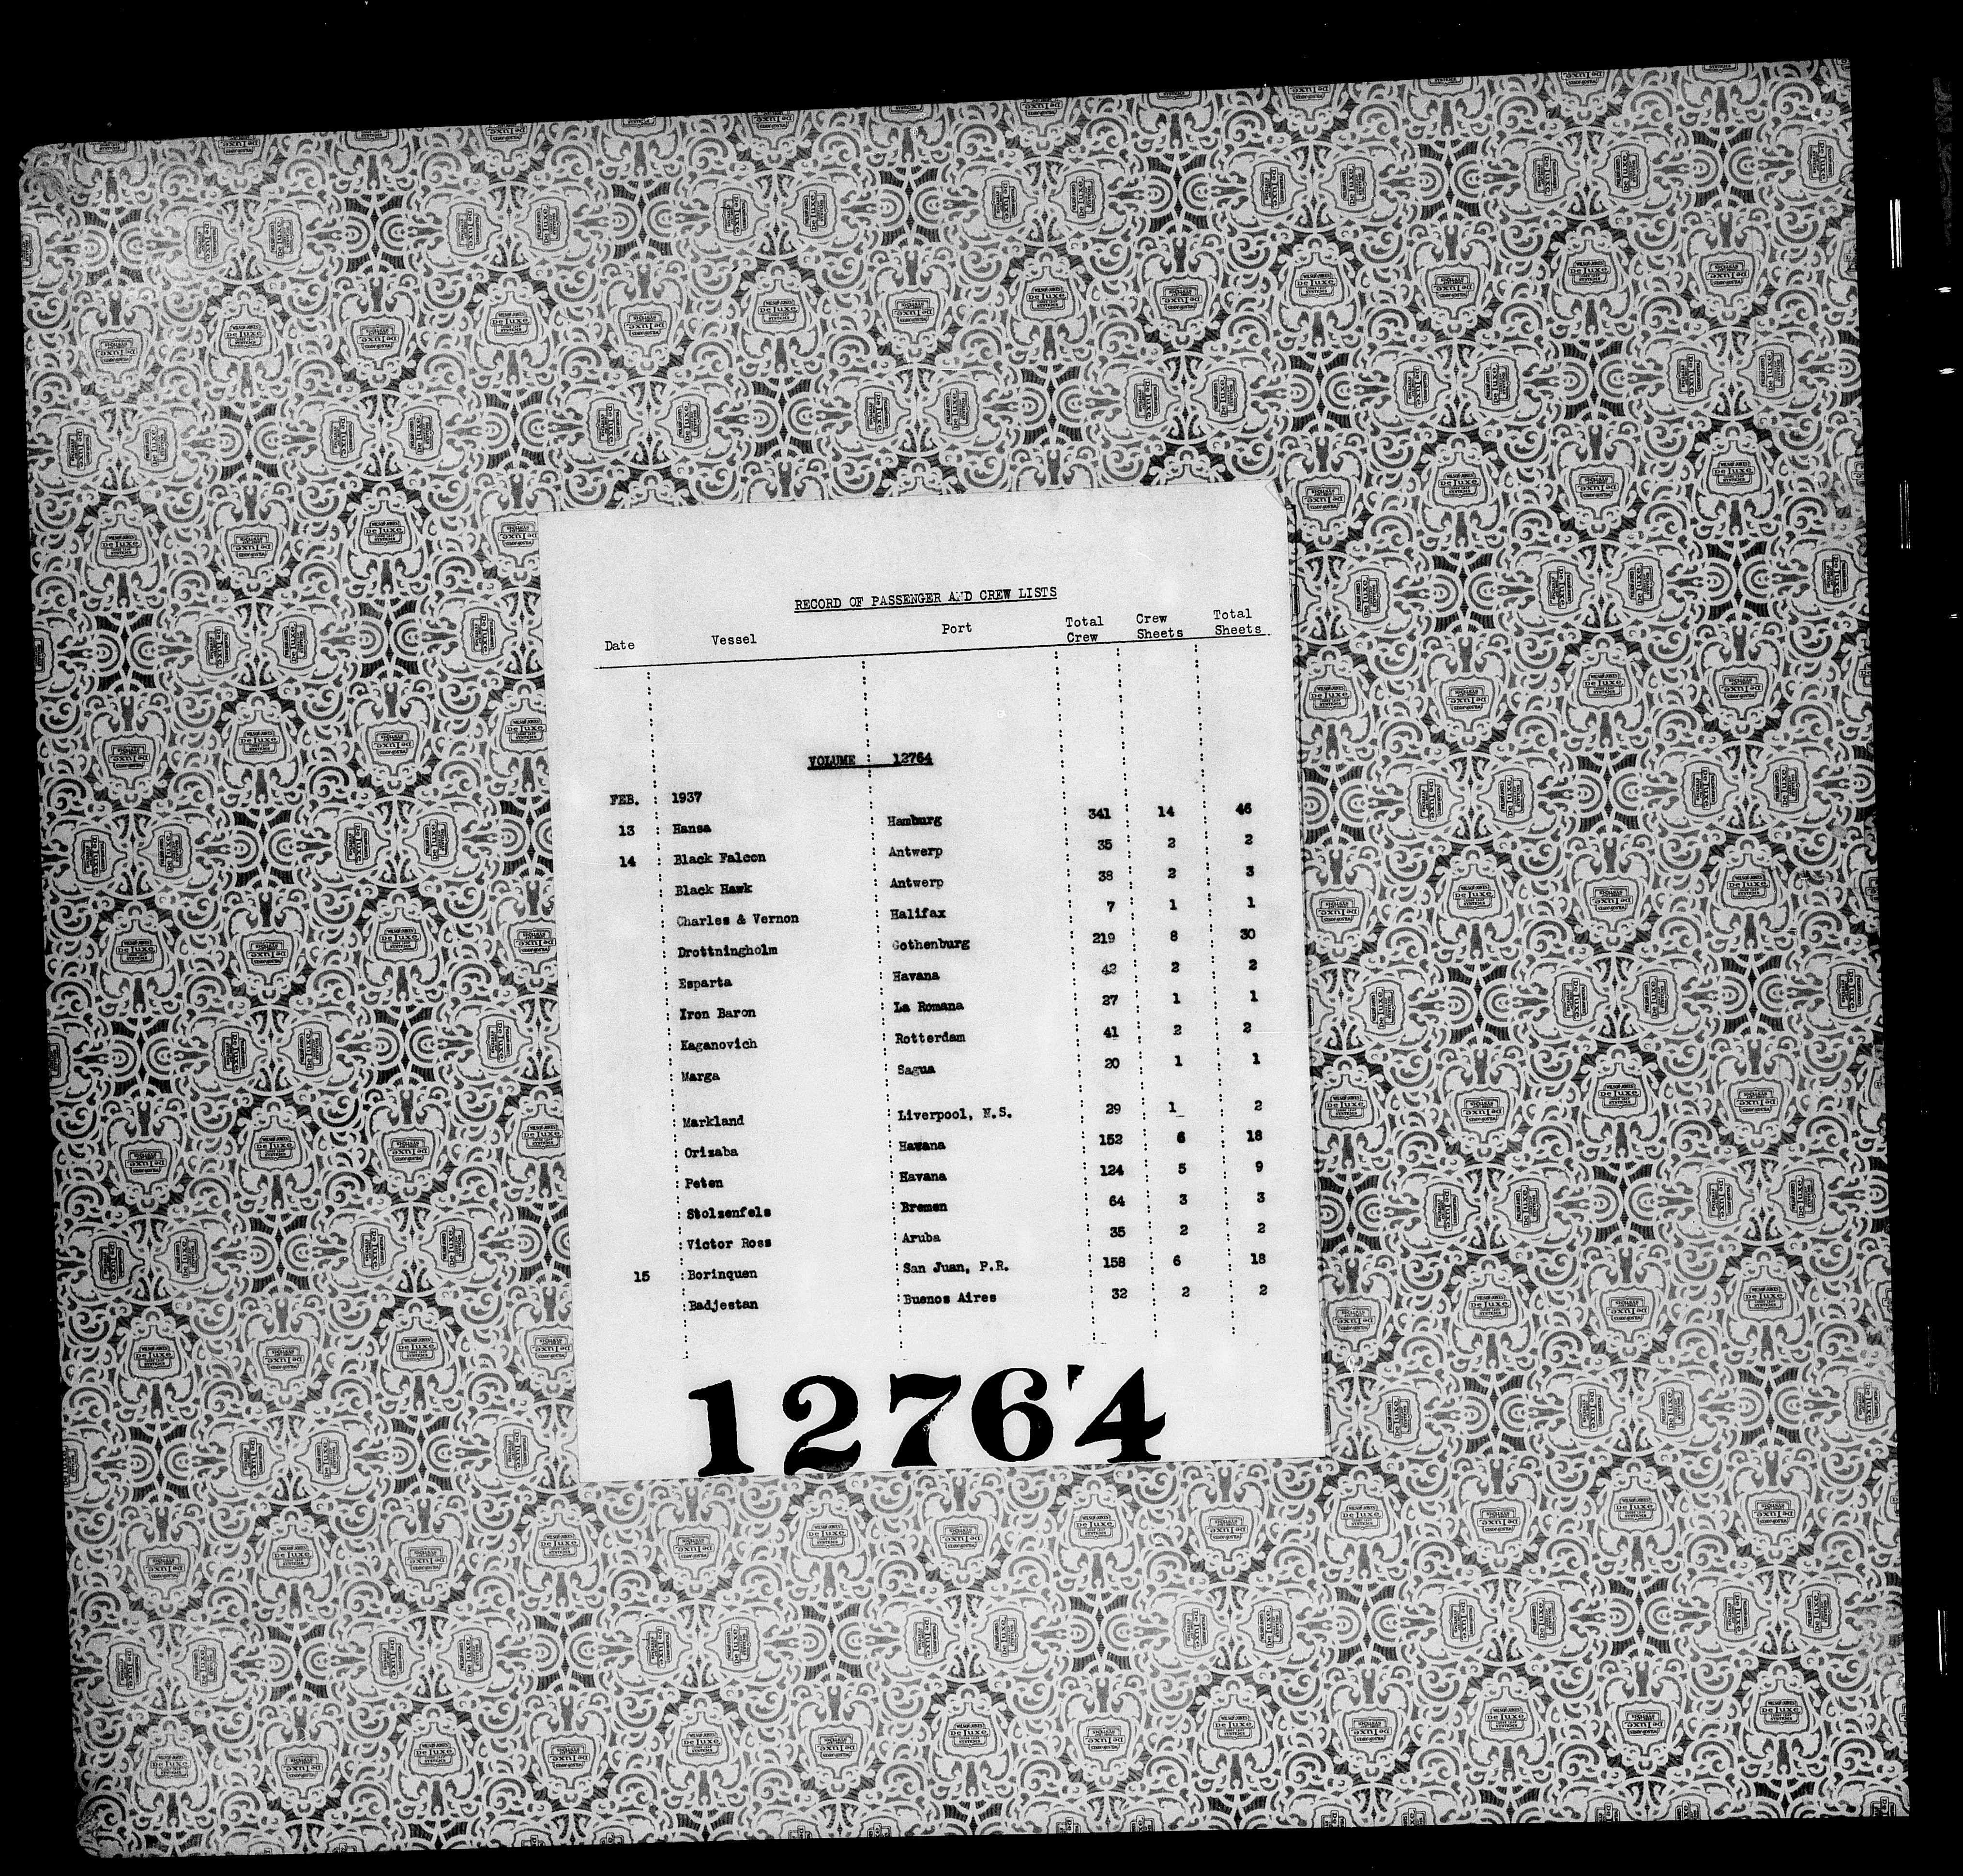 RECORD OF PASSENGER AND CREW LISTS
Date Vessel Port Total Crew Crew Sheets Total Sheets
VOLUME : 12764
FEB. : 1937
13 : Hansa : Hamburg : 341 : 14 : 46
14 : Black Falcon : Antwerp : 35 : 2 : 2
: Black Hawk : Antwerp : 38 : 2 : 3
: Charles & Vernon : Halifax : 7 : 1 : 1
: Drottningholm : Gothenburg : 219 : 8 : 30
: Esparta : Havana : 42 : 2 : 2
: Iron Baron : La Romana : 27 : 1 : 1
: Kaganovich : Rotterdam : 41 : 2 : 2
: Marga : Sagua : 20 : 1 : 1
: Markland : Liverpool, N.S. : 29 : 1 : 2
: Orizaba : Havana : 152 : 6 : 18
: Peten : Havana : 124 : 5 : 9
: Stolzenfels : Bremen : 64 : 3 : 3
: Victor Ross : Aruba : 35 : 2 : 2
15 : Borinquen : San Juan, P.R. : 158 : 6 : 18
: Badjestan : Buenos Aires : 32 : 2 : 2
12764